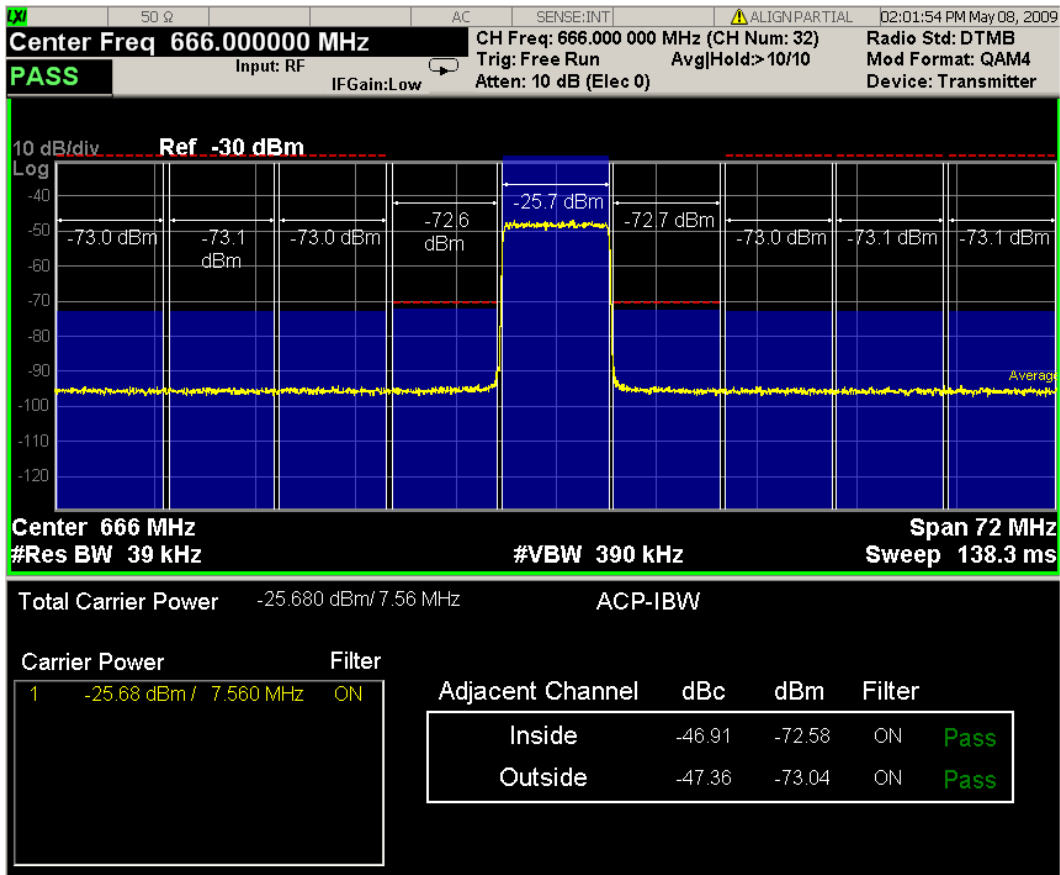 LXI 50 Ω AC SENSE:INT ALIGNPARTIAL 02:01:54 PM May 08, 2009
Center Freq 666.000000 MHz
CH Freq: 666.000 000 MHz (CH Num: 32)
Radio Std: DTMB
Input: RF
Trig: Free Run
Avg|Hold:>10/10
Mod Format: QAM4
PASS
IFGain:Low
Atten: 10 dB (Elec 0)
Device: Transmitter
10 dB/div
Ref -30 dBm
Log
-40
-50
-60
-70
-80
-90
-100
-110
-120
-73.0 dBm
-73.1
dBm
-73.0 dBm
-72.6
dBm
-25.7 dBm
-72.7 dBm
-73.0 dBm
-73.1 dBm
-73.1 dBm
Average
Center 666 MHz
Span 72 MHz
#Res BW 39 kHz
#VBW 390 kHz
Sweep 138.3 ms
Total Carrier Power -25.680 dBm/ 7.56 MHz
ACP-IBW
Carrier Power Filter
1 -25.68 dBm / 7.560 MHz ON
Adjacent Channel dBc dBm Filter
Inside -46.91 -72.58 ON Pass
Outside -47.36 -73.04 ON Pass